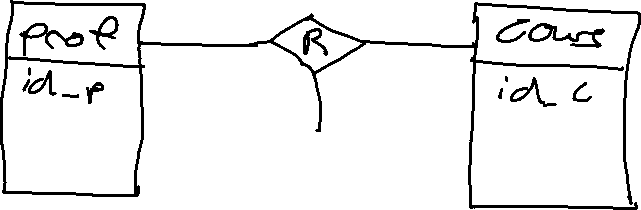 prof
R
cours
id_p
id_c